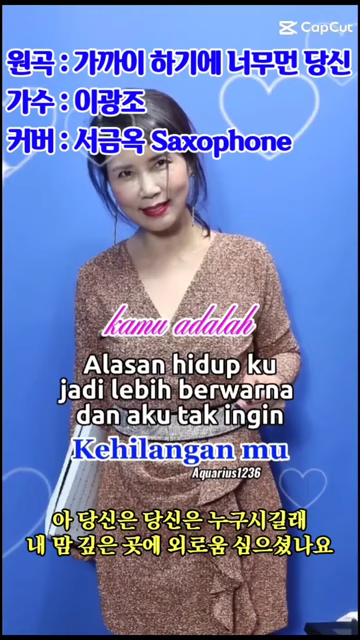 CapCut
원곡 : 가까이 하기에 너무먼 당신
가수 : 이광조
커버 : 서금옥 Saxophone
kamu adalah
Alasan hidup ku
jadi lebih berwarna
dan aku tak ingin
Kehilangan mu
Aquarius1236
아 당신은 당신은 누구시길래
내 맘 깊은 곳에 외로움 심으셨나요